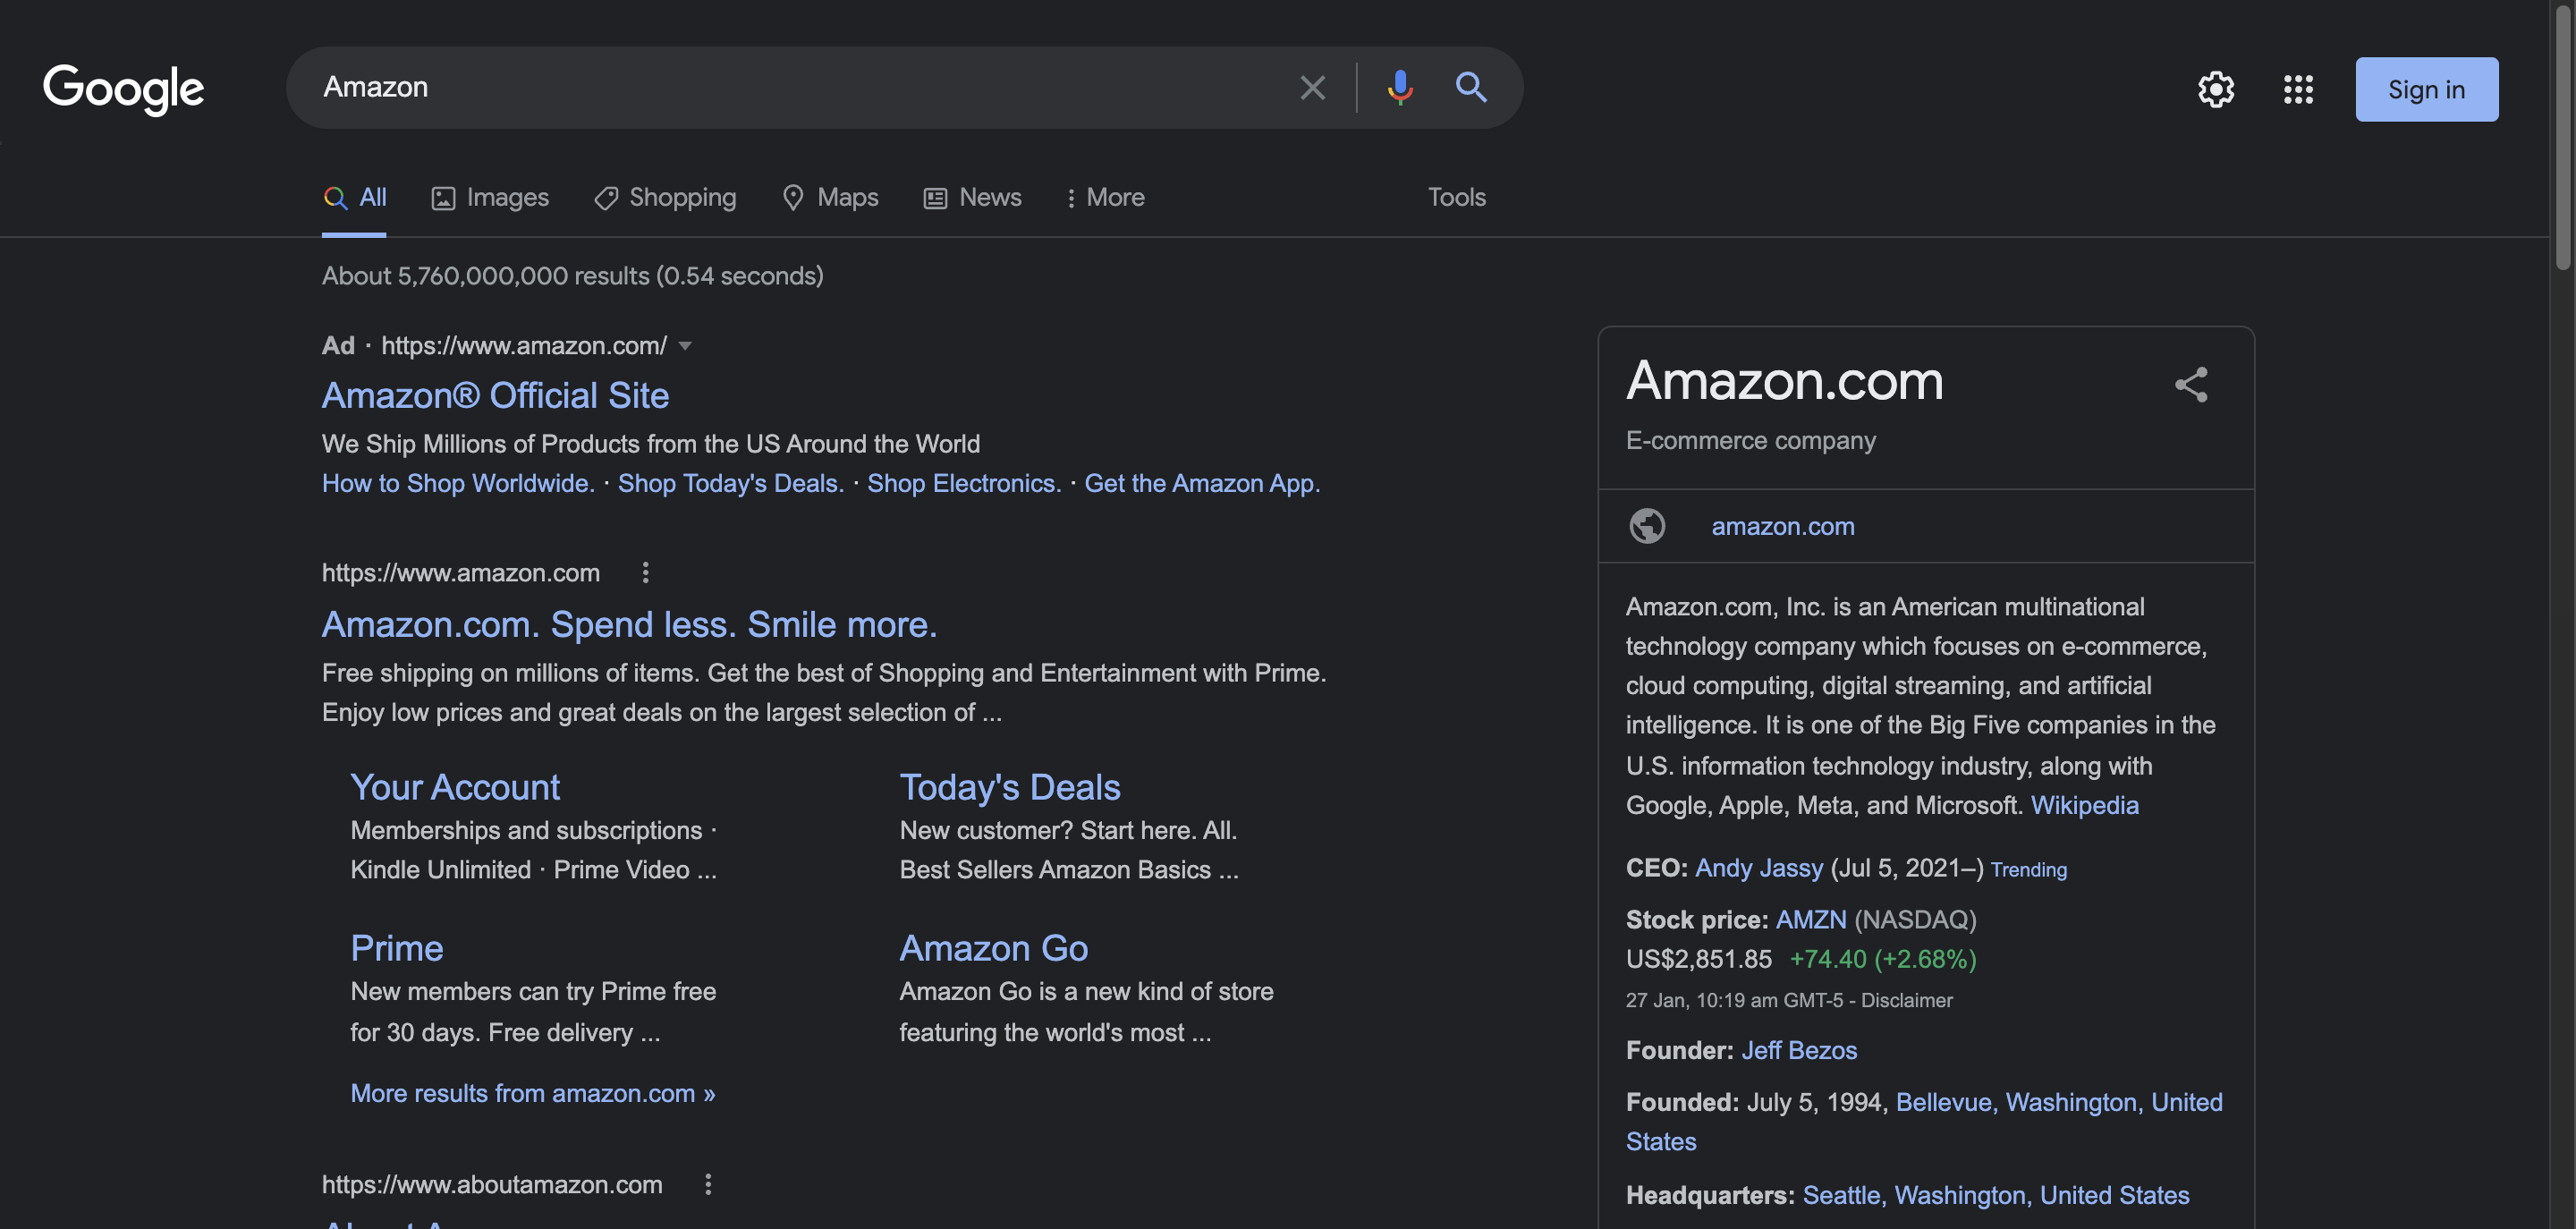 Google
Amazon
Sign in
All
Images
Shopping
Maps
News
More
Tools
About 5,760,000,000 results (0.54 seconds)
Ad · https://www.amazon.com/
Amazon® Official Site
We Ship Millions of Products from the US Around the World
How to Shop Worldwide. · Shop Today's Deals. · Shop Electronics. · Get the Amazon App.
https://www.amazon.com
Amazon.com. Spend less. Smile more.
Free shipping on millions of items. Get the best of Shopping and Entertainment with Prime.
Enjoy low prices and great deals on the largest selection of ...
Your Account
Memberships and subscriptions ·
Kindle Unlimited · Prime Video ...
Today's Deals
New customer? Start here. All.
Best Sellers Amazon Basics ...
Prime
New members can try Prime free
for 30 days. Free delivery ...
Amazon Go
Amazon Go is a new kind of store
featuring the world's most ...
More results from amazon.com »
https://www.aboutamazon.com
Amazon.com
E-commerce company
amazon.com
Amazon.com, Inc. is an American multinational
technology company which focuses on e-commerce,
cloud computing, digital streaming, and artificial
intelligence. It is one of the Big Five companies in the
U.S. information technology industry, along with
Google, Apple, Meta, and Microsoft. Wikipedia
CEO: Andy Jassy (Jul 5, 2021–) Trending
Stock price: AMZN (NASDAQ)
US$2,851.85 +74.40 (+2.68%)
27 Jan, 10:19 am GMT-5 - Disclaimer
Founder: Jeff Bezos
Founded: July 5, 1994, Bellevue, Washington, United
States
Headquarters: Seattle, Washington, United States